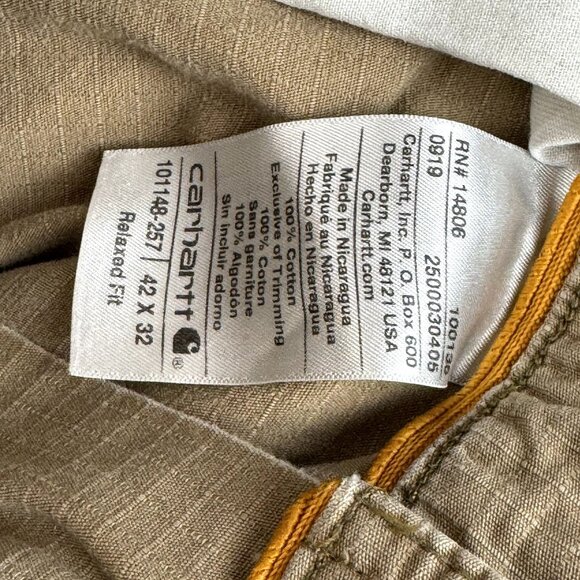 carhartt®
101148-257 42 X 32
Relaxed Fit
100% Cotton
Exclusive of Trimming
100% Coton
Sans garniture
100% Algodón
Sin incluir adorno
Made in Nicaragua
Fabriqué au Nicaragua
Hecho en Nicaragua
RN# 14806
0919 2500030405
Carhartt, Inc. P. O. Box 600
Dearborn, MI 48121 USA
Carhartt.com